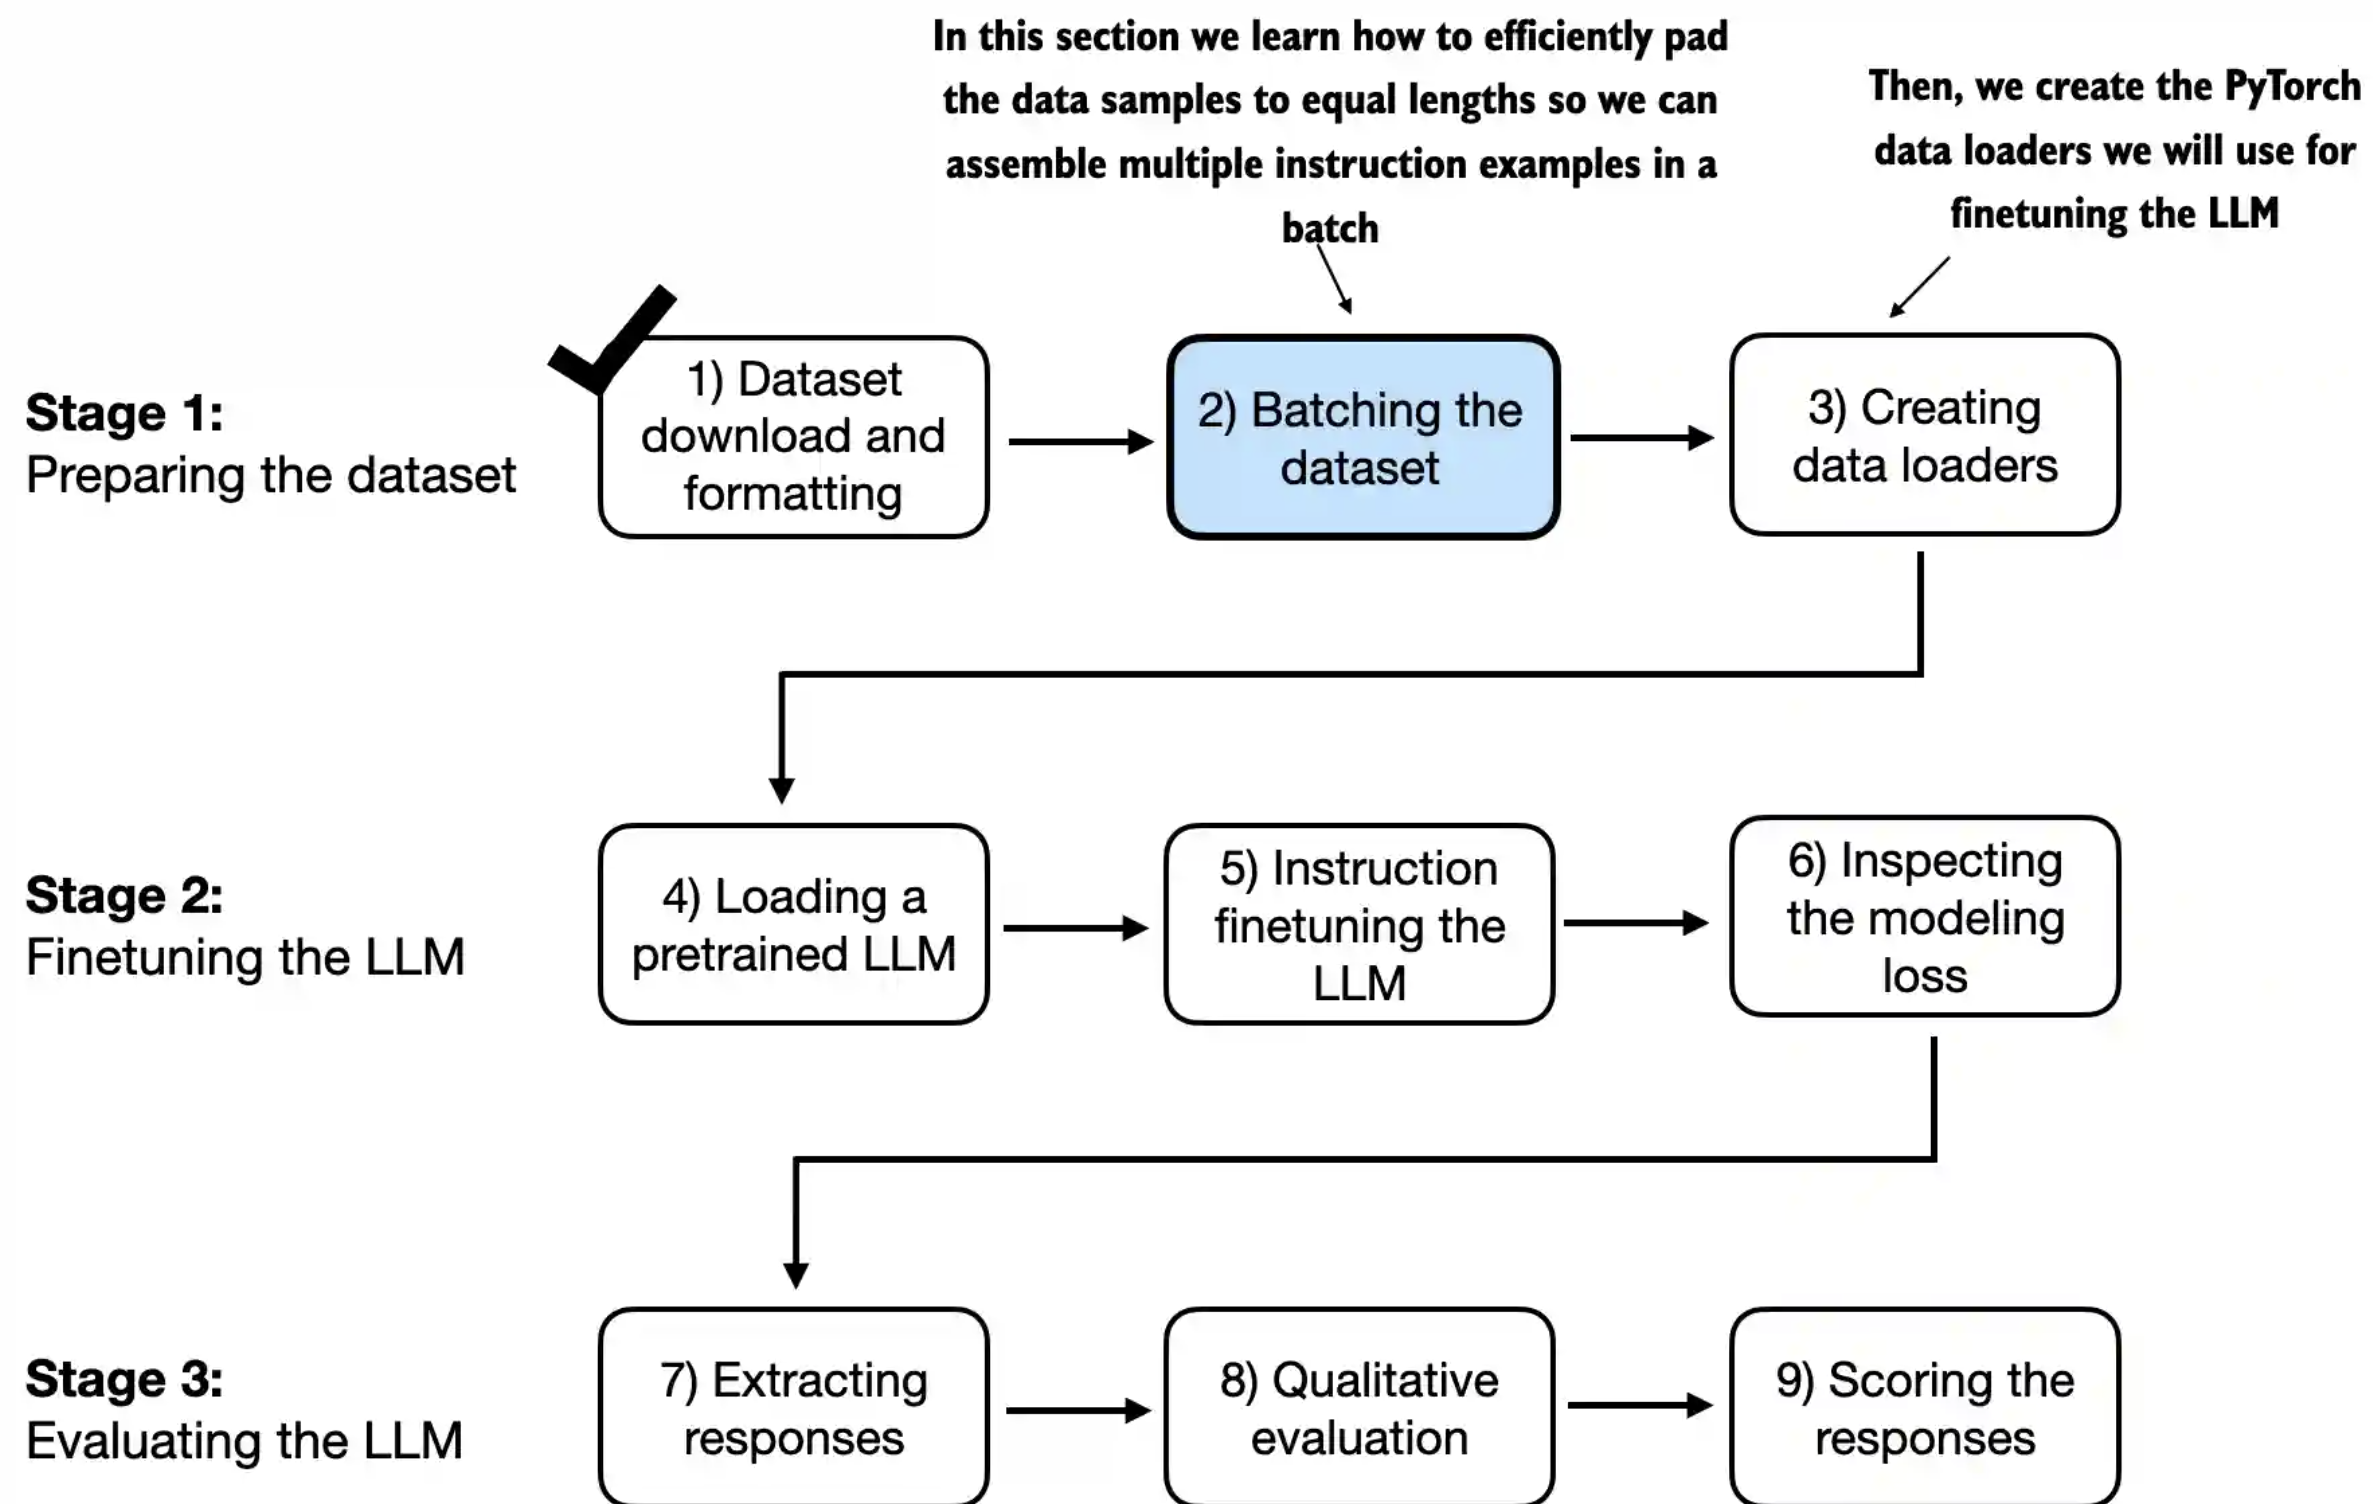 In this section we learn how to efficiently pad
the data samples to equal lengths so we can
assemble multiple instruction examples in a
batch
Then, we create the PyTorch
data loaders we will use for
finetuning the LLM
Stage 1:
Preparing the dataset
1) Dataset
download and
formatting
2) Batching the
dataset
3) Creating
data loaders
Stage 2:
Finetuning the LLM
4) Loading a
pretrained LLM
5) Instruction
finetuning the
LLM
6) Inspecting
the modeling
loss
Stage 3:
Evaluating the LLM
7) Extracting
responses
8) Qualitative
evaluation
9) Scoring the
responses